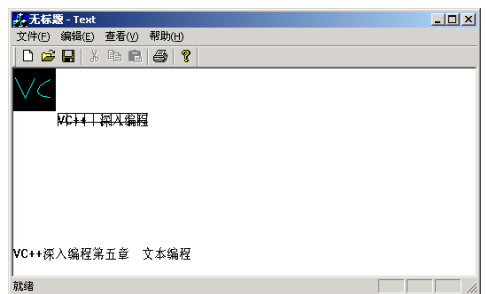 无标题 - Text
文件(F) 编辑(E) 查看(V) 帮助(H)
VC
VC++ 深入编程
VC++深入编程第五章 文本编程
就绪